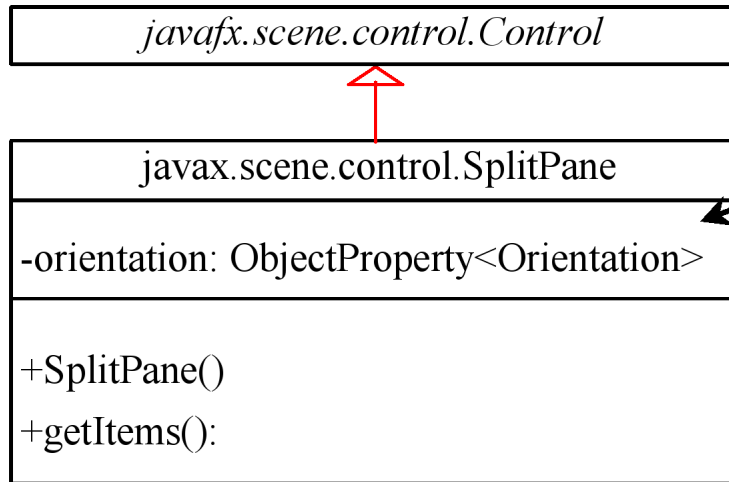 javafx.scene.control.Control
javax.scene.control.SplitPane
-orientation: ObjectProperty<Orientation>
+SplitPane()
+getItems():